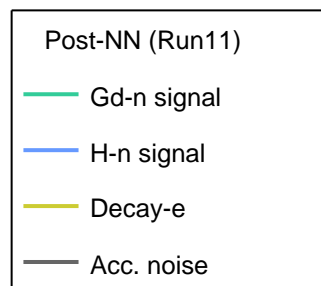 Post-NN (Run11)
Gd-n signal
H-n signal
Decay-e
Acc. noise